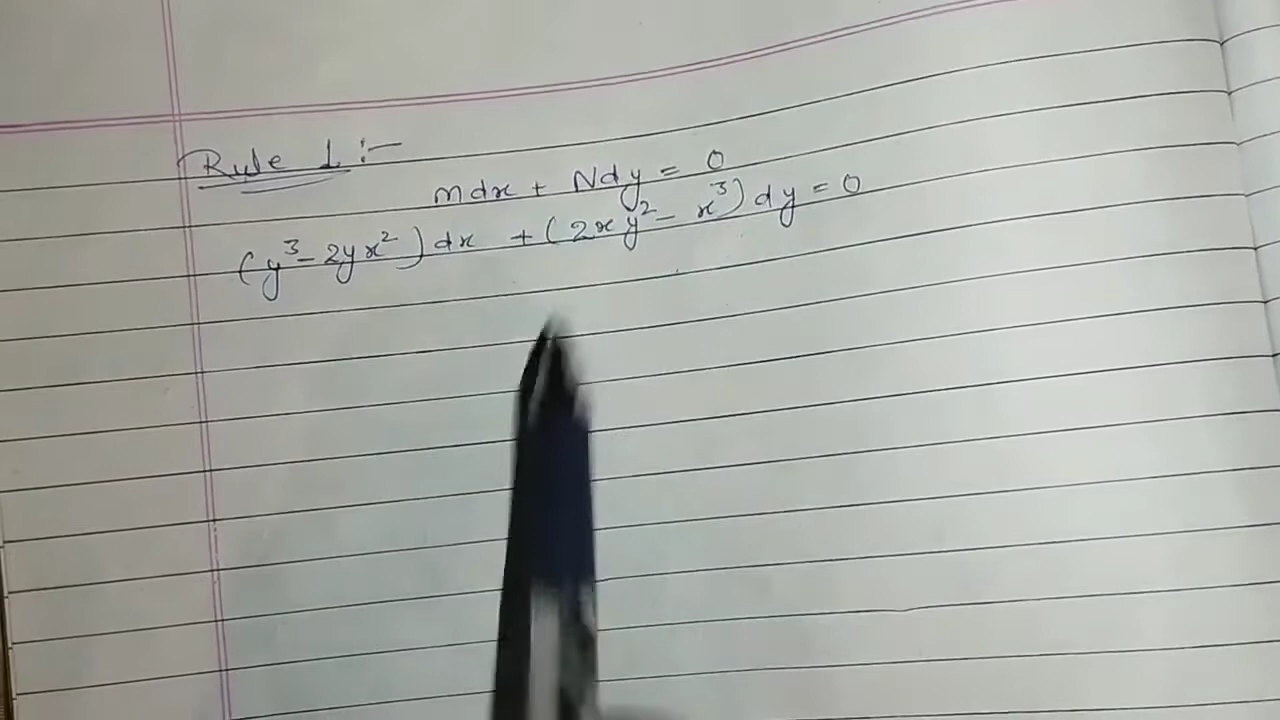 Rule 1 :-
mdx + Ndy = 0
(y³ - 2yx²) dx + (2xy² - x³) dy = 0